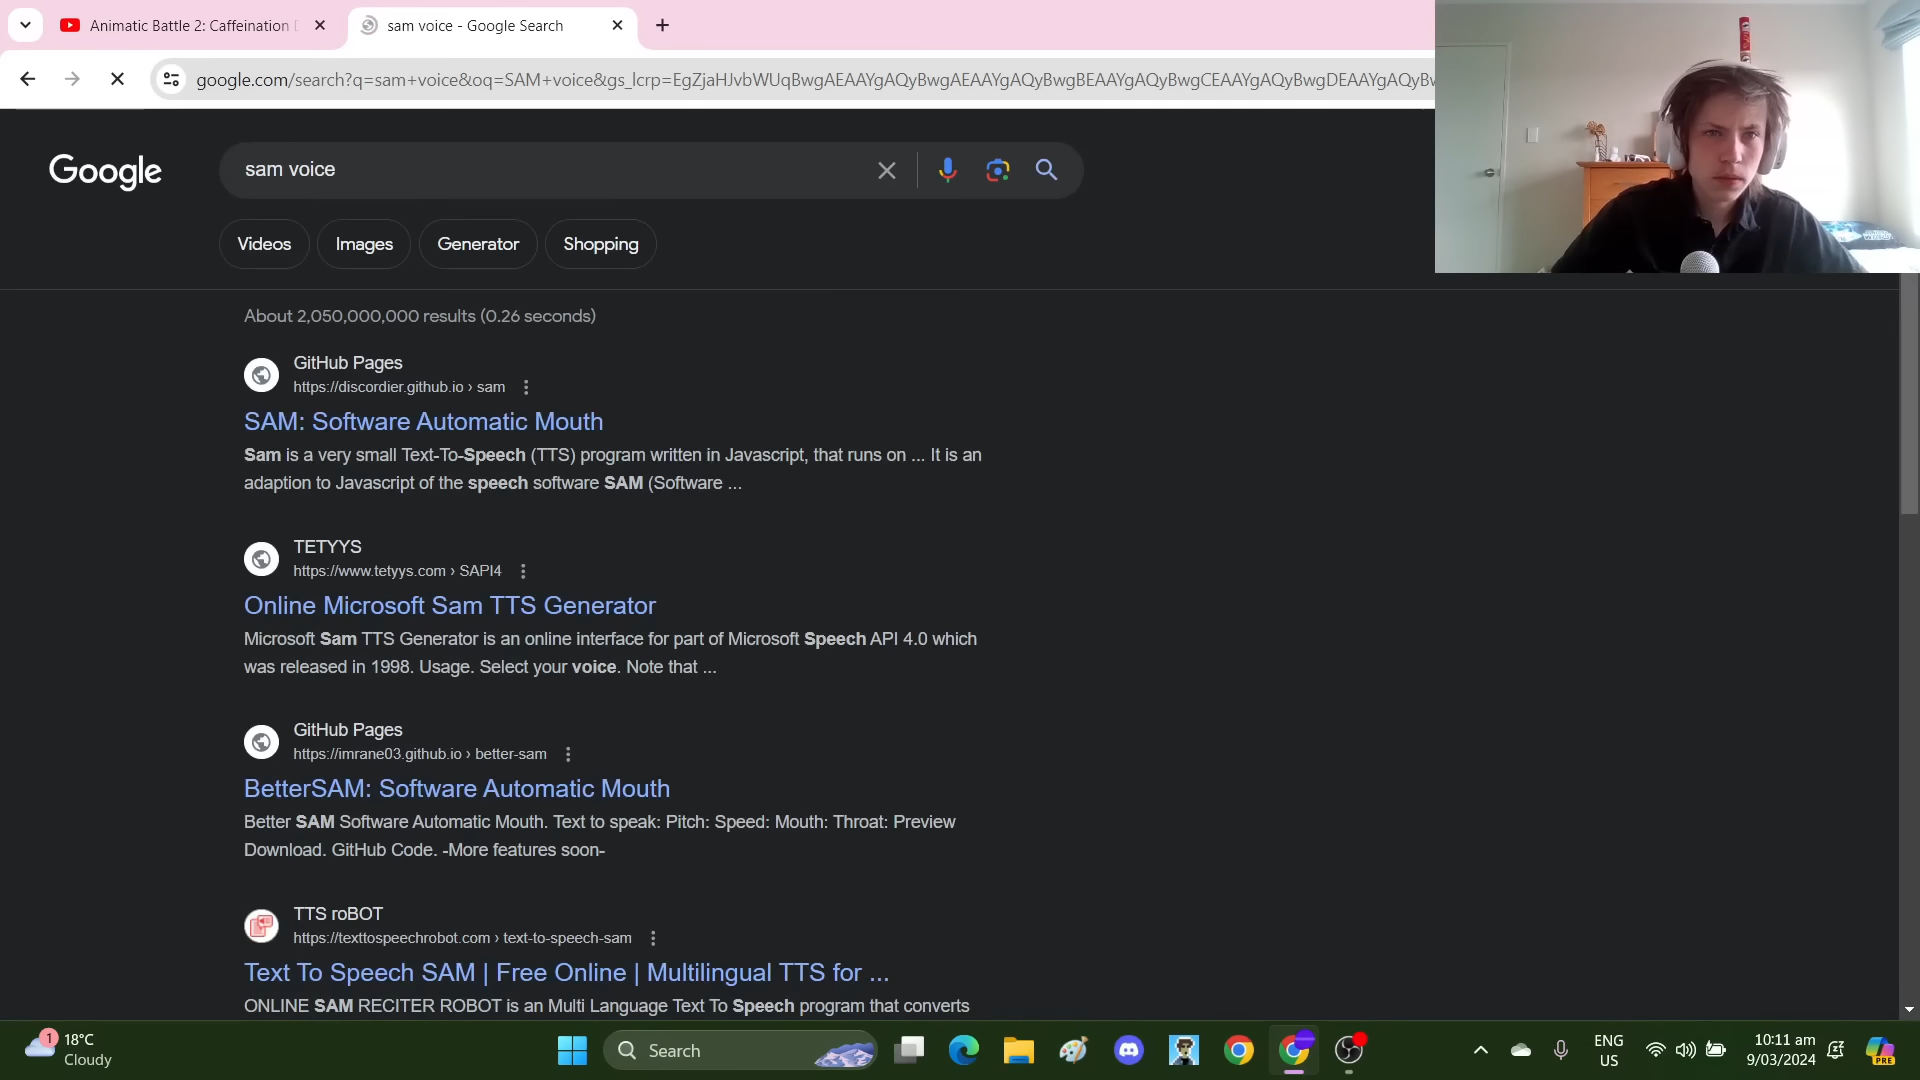 Animatic Battle 2: Caffeination
sam voice - Google Search
google.com/search?q=sam+voice&oq=SAM+voice&gs_lcrp=EgZjaHJvbWUqBwgAEAAYgAQyBwgAEAAYgAQyBwgBEAAYgAQyBwgCEAAYgAQyBwgDEAAYgAQyBw
Google
sam voice
Videos
Images
Generator
Shopping
About 2,050,000,000 results (0.26 seconds)
GitHub Pages
https://discordier.github.io › sam
SAM: Software Automatic Mouth
Sam is a very small Text-To-Speech (TTS) program written in Javascript, that runs on ... It is an
adaption to Javascript of the speech software SAM (Software ...
TETYYS
https://www.tetyys.com › SAPI4
Online Microsoft Sam TTS Generator
Microsoft Sam TTS Generator is an online interface for part of Microsoft Speech API 4.0 which
was released in 1998. Usage. Select your voice. Note that ...
GitHub Pages
https://imrane03.github.io › better-sam
BetterSAM: Software Automatic Mouth
Better SAM Software Automatic Mouth. Text to speak: Pitch: Speed: Mouth: Throat: Preview
Download. GitHub Code. -More features soon-
TTS roBOT
https://texttospeechrobot.com › text-to-speech-sam
Text To Speech SAM | Free Online | Multilingual TTS for ...
ONLINE SAM RECITER ROBOT is an Multi Language Text To Speech program that converts
1
18°C
Cloudy
Search
ENG
US
10:11 am
9/03/2024
PRE